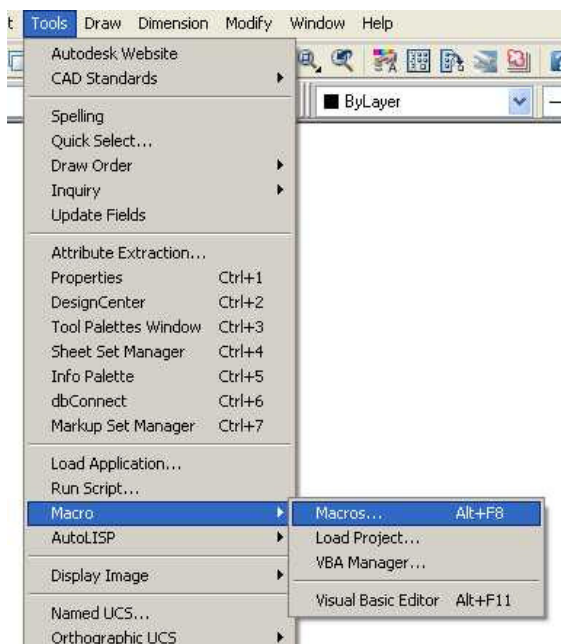 t Tools Draw Dimension Modify Window Help
Autodesk Website
CAD Standards
ByLayer
Spelling
Quick Select...
Draw Order
Inquiry
Update Fields
Attribute Extraction...
Properties Ctrl+1
DesignCenter Ctrl+2
Tool Palettes Window Ctrl+3
Sheet Set Manager Ctrl+4
Info Palette Ctrl+5
dbConnect Ctrl+6
Markup Set Manager Ctrl+7
Load Application...
Run Script...
Macro
Macros... Alt+F8
AutoLISP
Load Project...
VBA Manager...
Display Image
Visual Basic Editor Alt+F11
Named UCS...
Orthographic UCS